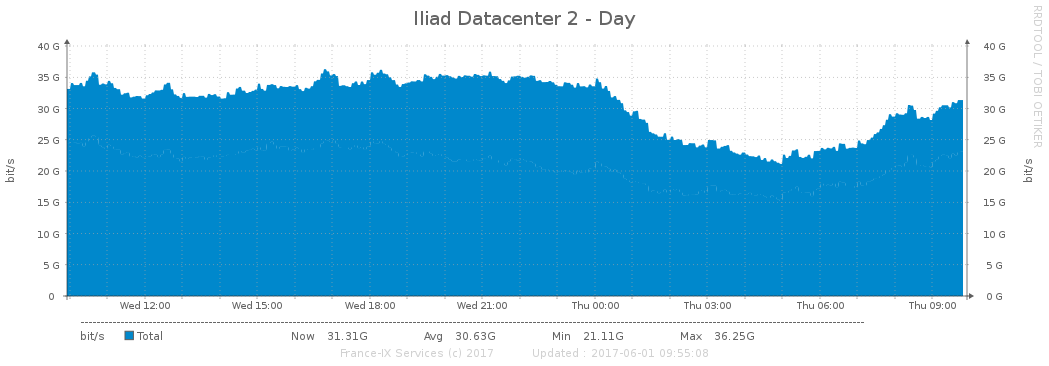 Iliad Datacenter 2 - Day
RRDTOOL / TOBI OETIKER
bit/s
40 G 40 G
35 G 35 G
30 G 30 G
25 G 25 G
20 G 20 G
15 G 15 G
10 G 10 G
5 G 5 G
0 0 G
bit/s
Wed 12:00 Wed 15:00 Wed 18:00 Wed 21:00 Thu 00:00 Thu 03:00 Thu 06:00 Thu 09:00
bit/s Total Now 31.31G Avg 30.63G Min 21.11G Max 36.25G
France-IX Services (c) 2017 Updated : 2017-06-01 09:55:08